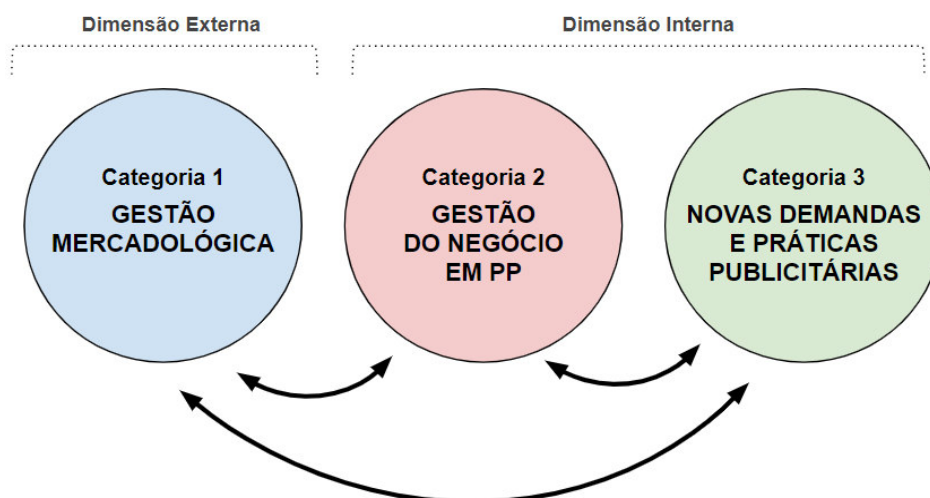 Dimensão Externa
Dimensão Interna
Categoria 1
GESTÃO
MERCADOLÓGICA
Categoria 2
GESTÃO
DO NEGÓCIO
EM PP
Categoria 3
NOVAS DEMANDAS
E PRÁTICAS
PUBLICITÁRIAS